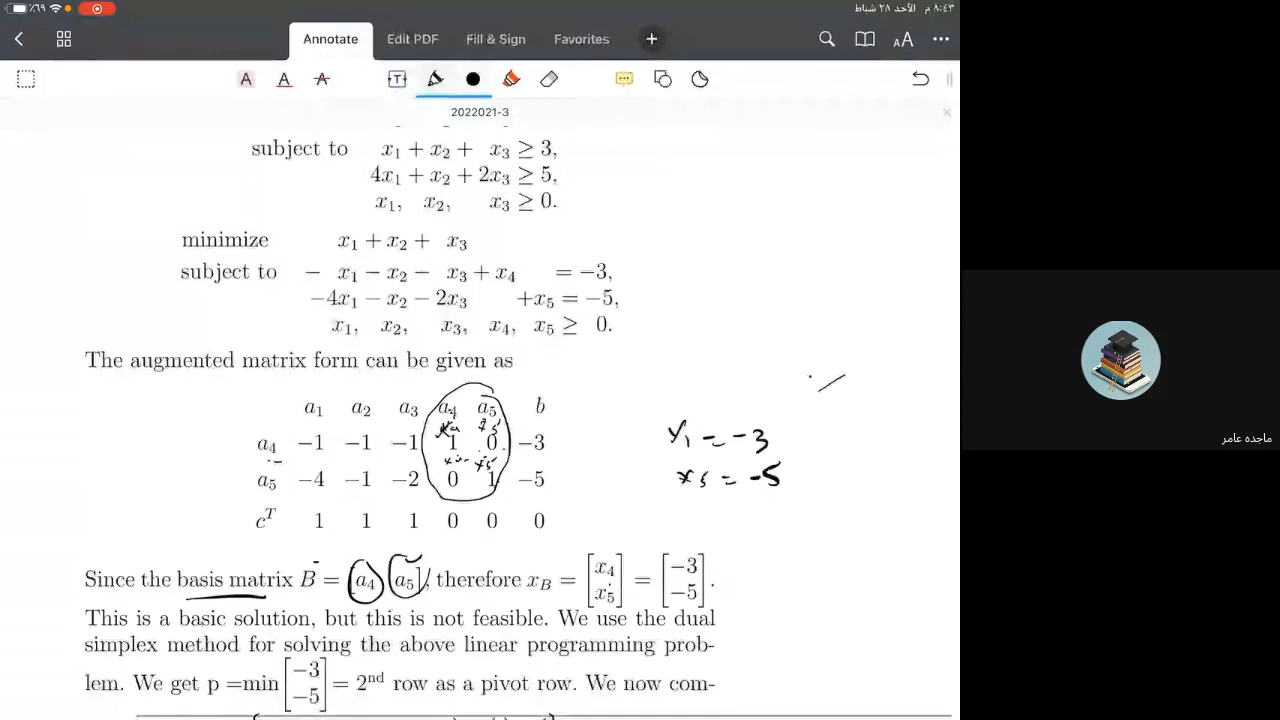 ٪٦٩ ٨:٤٣ م الأحد ٢٨ شباط
Annotate Edit PDF Fill & Sign Favorites
2022021-3
subject to x₁ + x₂ + x₃ ≥ 3,
4x₁ + x₂ + 2x₃ ≥ 5,
x₁, x₂, x₃ ≥ 0.
minimize x₁ + x₂ + x₃
subject to − x₁ − x₂ − x₃ + x₄ = −3,
−4x₁ − x₂ − 2x₃ +x₅ = −5,
x₁, x₂, x₃, x₄, x₅ ≥ 0.
The augmented matrix form can be given as
a₁ a₂ a₃ a₄ a₅ b
a₄ −1 −1 −1 1 0 −3
a₅ −4 −1 −2 0 1 −5
cᵀ 1 1 1 0 0 0
= −3
x₅ = −5
ماجده عامر
Since the basis matrix B = [a₄ a₅], therefore x_B = [x₄ x₅] = [−3 −5].
This is a basic solution, but this is not feasible. We use the dual
simplex method for solving the above linear programming prob-
lem. We get p =min [−3 −5] = 2ⁿᵈ row as a pivot row. We now com-